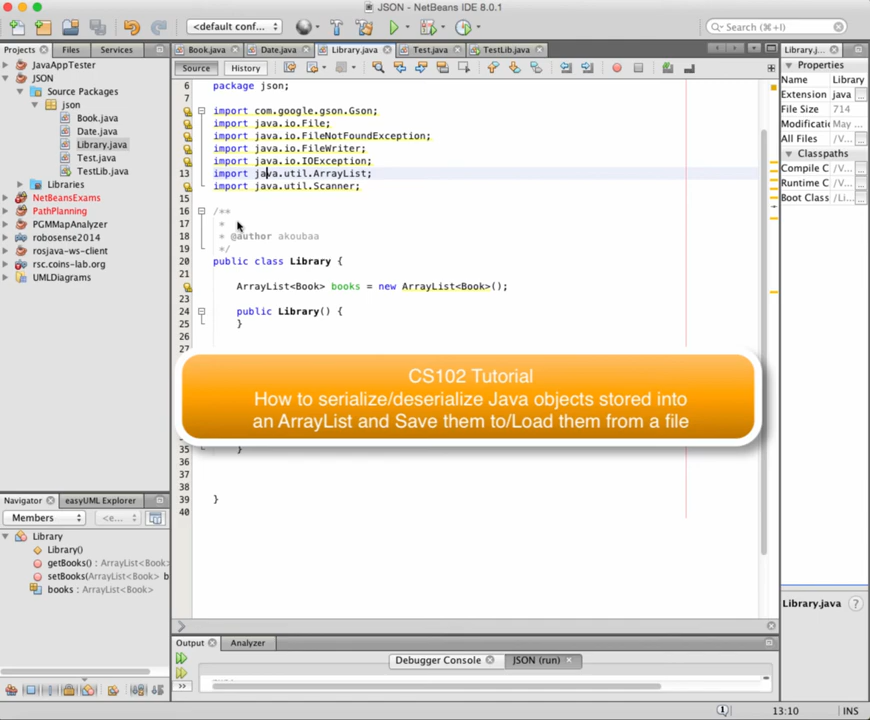 JSON - NetBeans IDE 8.0.1
<default conf...
Search (⌘+I)
Projects
Files
Services
Book.java
Date.java
Library.java
Test.java
TestLib.java
Library.j...
JavaAppTester
JSON
Source Packages
json
Book.java
Date.java
Library.java
Test.java
TestLib.java
Libraries
NetBeansExams
PathPlanning
PGMMapAnalyzer
robosense2014
rosjava-ws-client
rsc.coins-lab.org
UMLDiagrams
Source
History
6 package json;
7
import com.google.gson.Gson;
import java.io.File;
import java.io.FileNotFoundException;
import java.io.FileWriter;
import java.io.IOException;
13 import java.util.ArrayList;
import java.util.Scanner;
15
16 /**
17 *
18 * @author akoubaa
19 */
20 public class Library {
21
ArrayList<Book> books = new ArrayList<Book>();
23
24 public Library() {
25 }
26
27
CS102 Tutorial
How to serialize/deserialize Java objects stored into
an ArrayList and Save them to/Load them from a file
35 }
36
37
38
39 }
40
Properties
Name Library
Extension java
File Size 714
Modificati May ...
All Files /V...
Classpaths
Compile C /V...
Runtime C /V...
Boot Class /Li...
Library.java
Navigator
easyUML Explorer
Members
<e...
Library
Library()
getBooks() : ArrayList<Book>
setBooks(ArrayList<Book> b
books : ArrayList<Book>
Output
Analyzer
Debugger Console
JSON (run)
13:10
INS